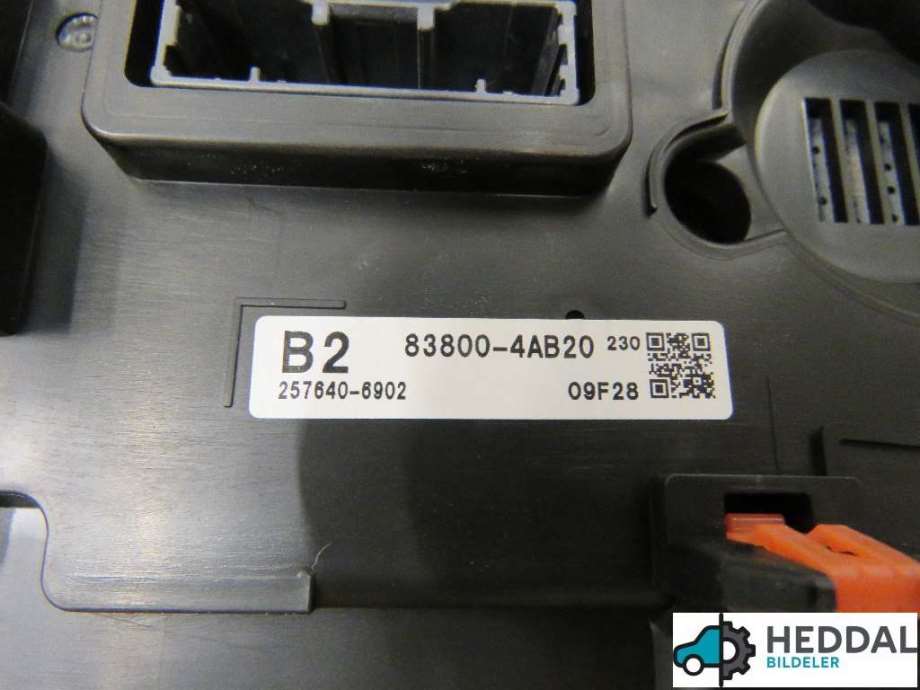 B2 83800-4AB20 230
257640-6902 09F28
HEDDAL
BILDELER